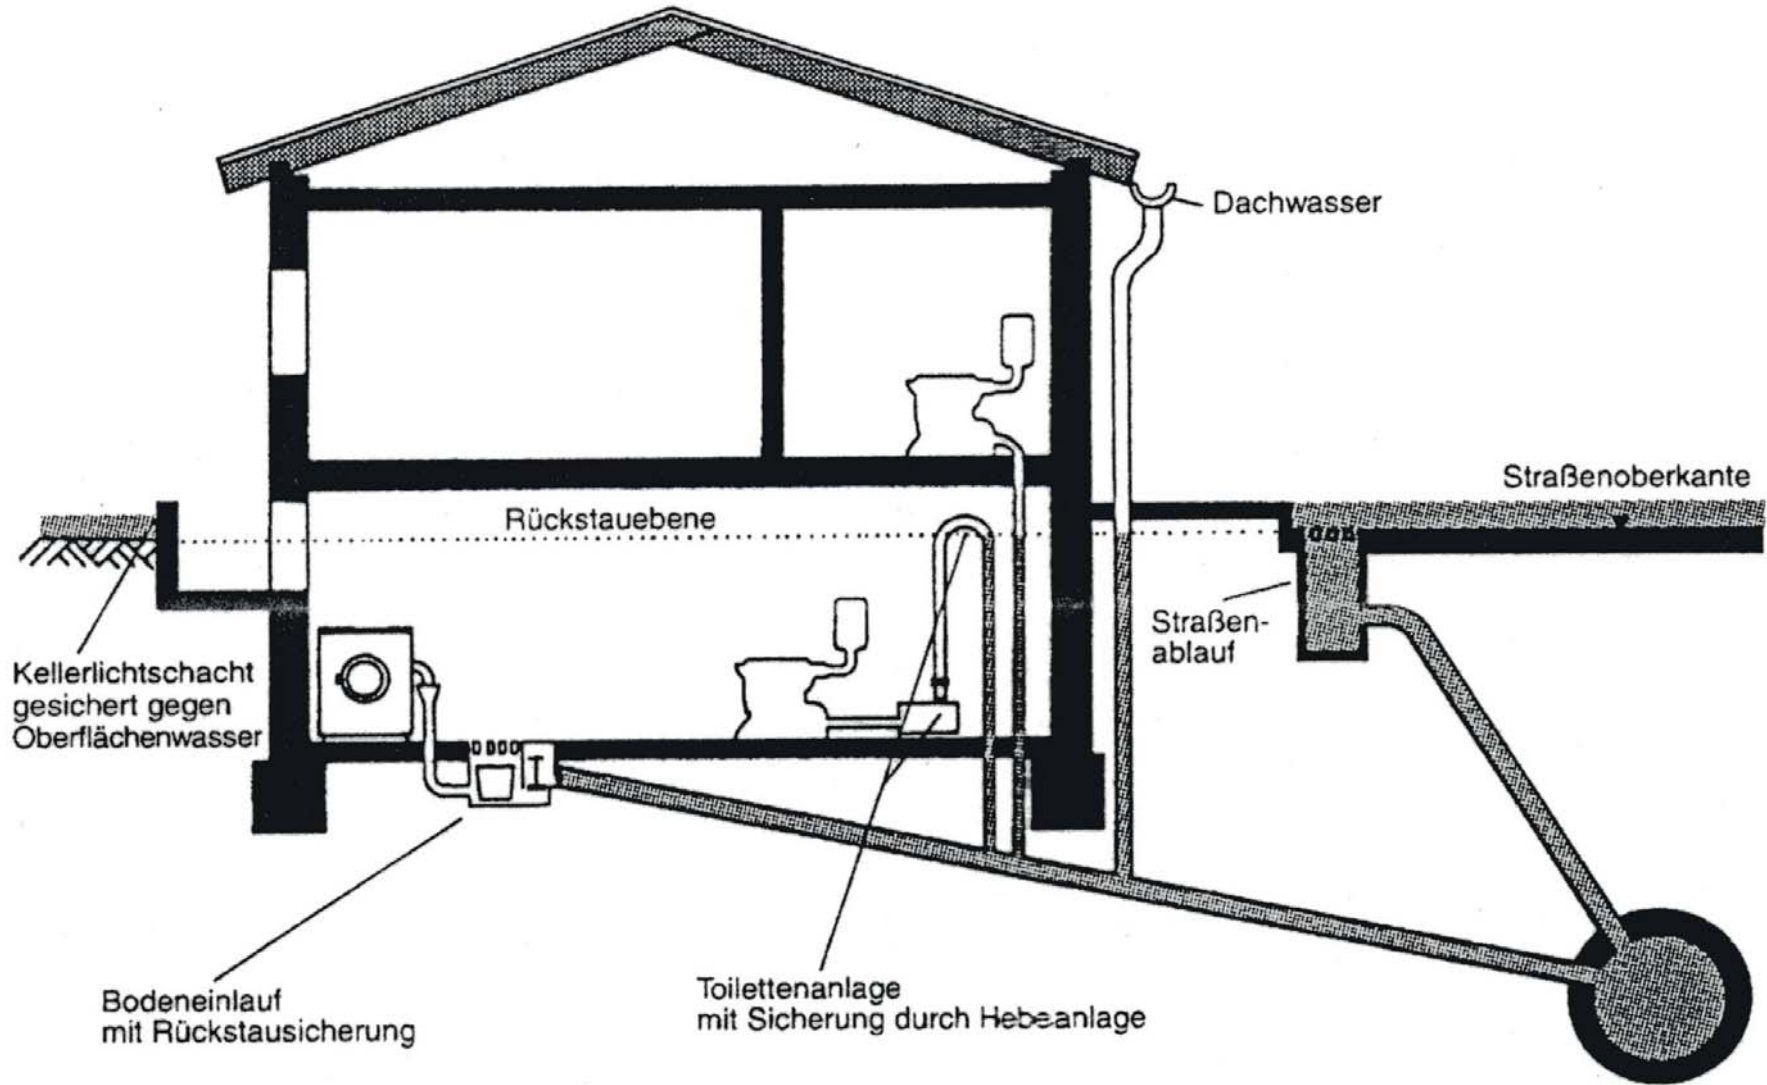 Dachwasser
Straßenoberkante
Rückstauebene
Straßen-
ablauf
Kellerlichtschacht
gesichert gegen
Oberflächenwasser
Bodeneinlauf
mit Rückstausicherung
Toilettenanlage
mit Sicherung durch Hebeanlage